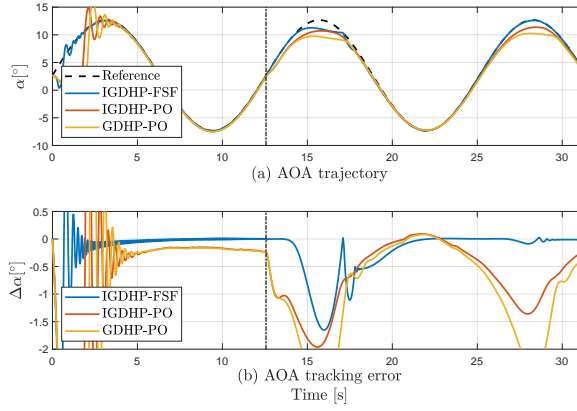 15
10
5
0
-5
-10
α[°]
Reference
IGDHP-FSF
IGDHP-PO
GDHP-PO
0 5 10 15 20 25 30
(a) AOA trajectory
0.5
0
-0.5
-1
-1.5
-2
Δα[°]
IGDHP-FSF
IGDHP-PO
GDHP-PO
0 5 10 15 20 25 30
(b) AOA tracking error
Time [s]